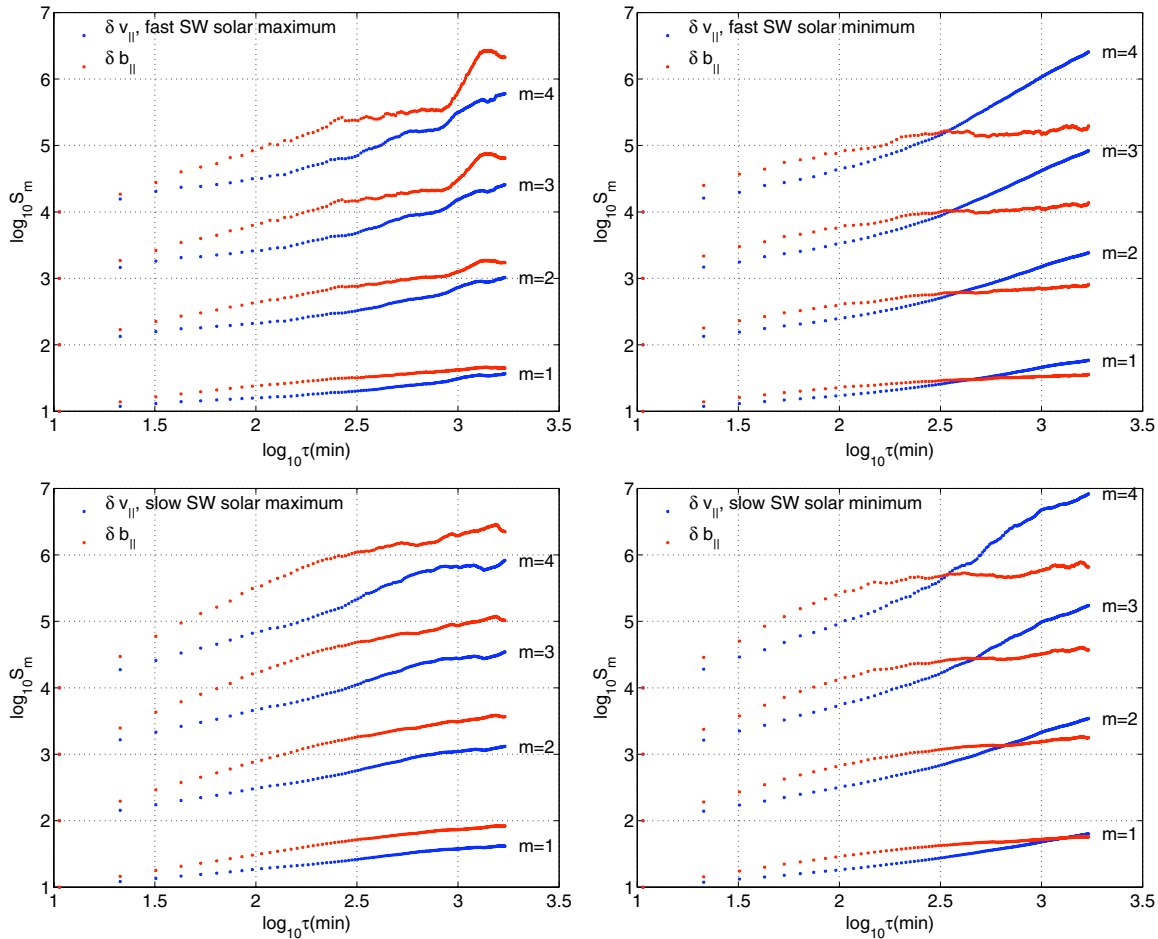 δ v||, fast SW solar maximum
δ b||
7
6
5
4
3
2
1
log10Sm
m=4
m=3
m=2
m=1
1
1.5
2
2.5
3
3.5
log10τ(min)
δ v||, fast SW solar minimum
δ b||
7
6
5
4
3
2
1
log10Sm
m=4
m=3
m=2
m=1
1
1.5
2
2.5
3
3.5
log10τ(min)
δ v||, slow SW solar maximum
δ b||
7
6
5
4
3
2
1
log10Sm
m=4
m=3
m=2
m=1
1
1.5
2
2.5
3
3.5
log10τ(min)
δ v||, slow SW solar minimum
δ b||
7
6
5
4
3
2
1
log10Sm
m=4
m=3
m=2
m=1
1
1.5
2
2.5
3
3.5
log10τ(min)